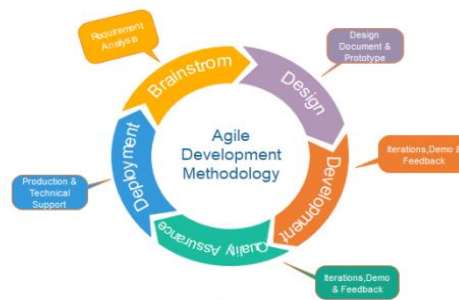 Requirement
Analysis
Brainstrom
Design
Document &
Prototype
Design
Agile
Development
Methodology
Development
Iterations,Demo &
Feedback
Deployment
Production &
Technical
Support
Quality Assurance
Iterations,Demo
& Feedback